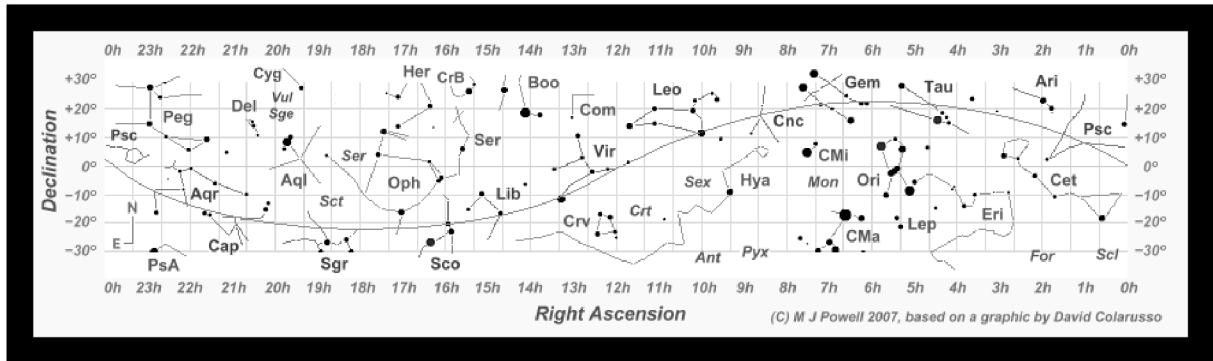 0h 23h 22h 21h 20h 19h 18h 17h 16h 15h 14h 13h 12h 11h 10h 9h 8h 7h 6h 5h 4h 3h 2h 1h 0h
Cyg Her CrB Boo Leo Gem Tau Ari
+30° +30°
Vul
Peg Del Sge Com
+20° +20°
Psc Ser Cnc Psc
+10° +10°
Ser Vir CMi
0° 0°
Aql Oph Sex Hya Mon Ori Cet
Aqr Lib
−10° −10°
Sct Crt Eri
N Crv Lep
−20° −20°
E Cap CMa
−30° −30°
PsA Sgr Sco Ant Pyx For Scl
0h 23h 22h 21h 20h 19h 18h 17h 16h 15h 14h 13h 12h 11h 10h 9h 8h 7h 6h 5h 4h 3h 2h 1h 0h
Declination
Declination
Right Ascension
(C) M J Powell 2007, based on a graphic by David Colarusso